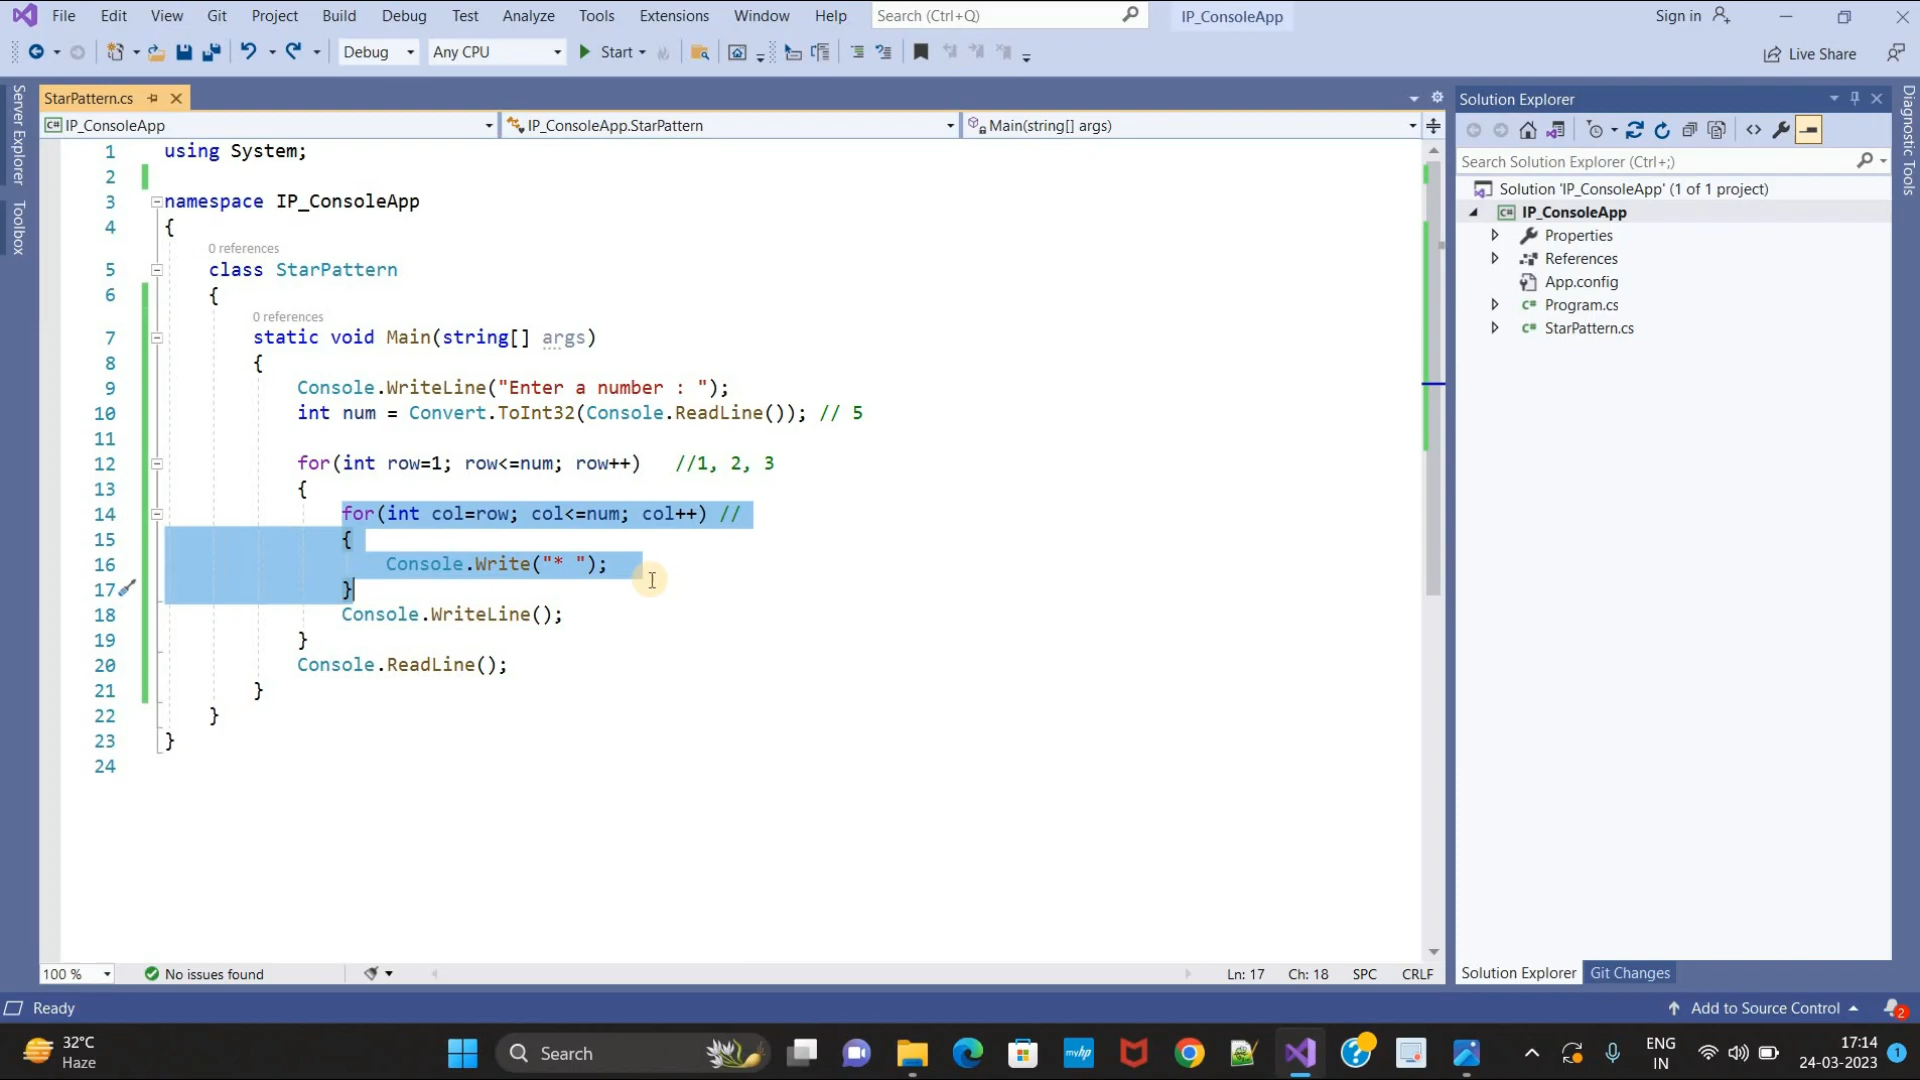 File Edit View Git Project Build Debug Test Analyze Tools Extensions Window Help Search (Ctrl+Q) IP_ConsoleApp Sign in
Debug Any CPU Start Live Share
StarPattern.cs
IP_ConsoleApp IP_ConsoleApp.StarPattern Main(string[] args)
Server Explorer
Toolbox
1 using System;
2
3 namespace IP_ConsoleApp
4 {
0 references
5 class StarPattern
6 {
0 references
7 static void Main(string[] args)
8 {
9 Console.WriteLine("Enter a number : ");
10 int num = Convert.ToInt32(Console.ReadLine()); // 5
11
12 for(int row=1; row<=num; row++) //1, 2, 3
13 {
14 for(int col=row; col<=num; col++) //
15 {
16 Console.Write("* ");
17 }
18 Console.WriteLine();
19 }
20 Console.ReadLine();
21 }
22 }
23 }
24
100 % No issues found Ln: 17 Ch: 18 SPC CRLF
Solution Explorer
Search Solution Explorer (Ctrl+;)
Solution 'IP_ConsoleApp' (1 of 1 project)
C# IP_ConsoleApp
Properties
References
App.config
C# Program.cs
C# StarPattern.cs
Solution Explorer Git Changes
Diagnostic Tools
Ready Add to Source Control 2
32°C
Haze
Search
myhp
ENG
IN
17:14
24-03-2023
1